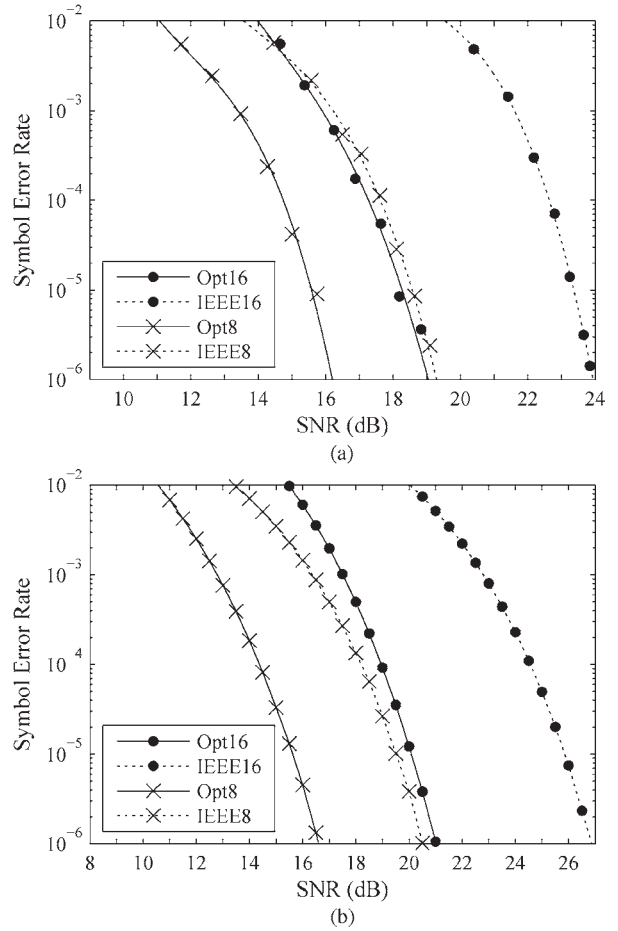 10⁻²
10⁻³
10⁻⁴
10⁻⁵
10⁻⁶
Symbol Error Rate
Opt16
IEEE16
Opt8
IEEE8
10 12 14 16 18 20 22 24
SNR (dB)
(a)
10⁻²
10⁻³
10⁻⁴
10⁻⁵
10⁻⁶
Symbol Error Rate
Opt16
IEEE16
Opt8
IEEE8
8 10 12 14 16 18 20 22 24 26
SNR (dB)
(b)